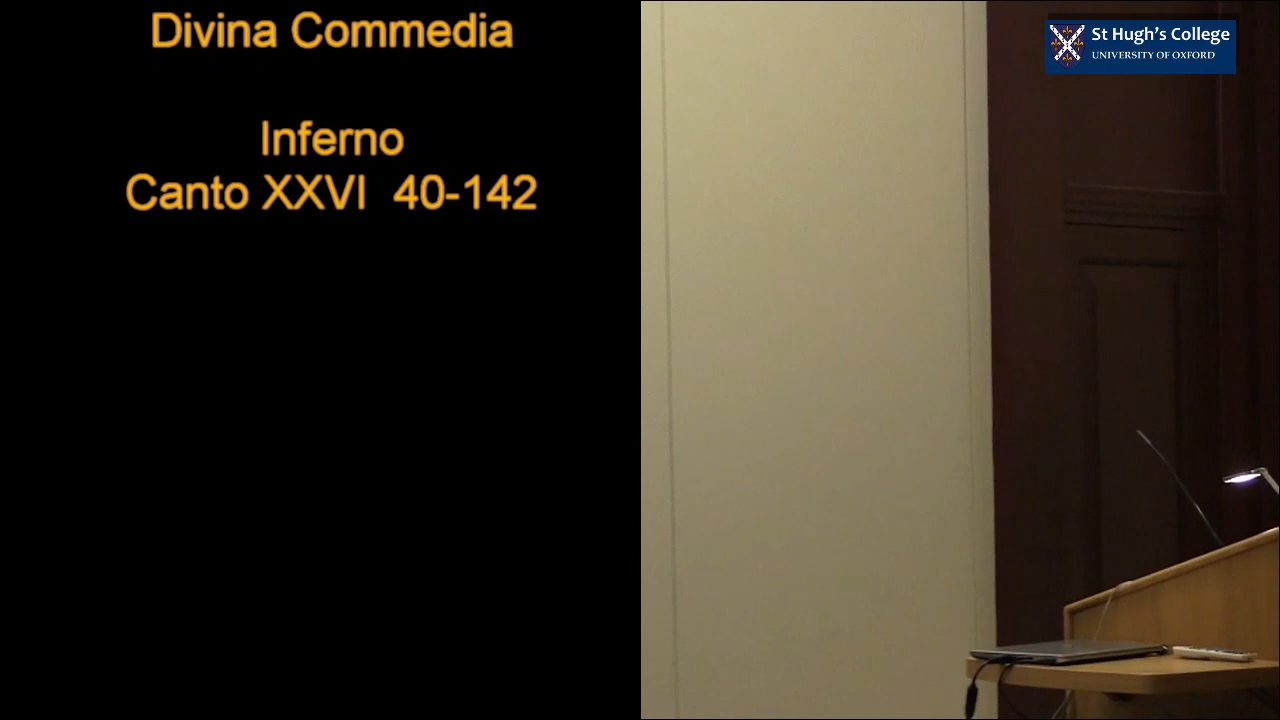 Divina Commedia
Inferno
Canto XXVI 40-142
St Hugh's College
UNIVERSITY OF OXFORD